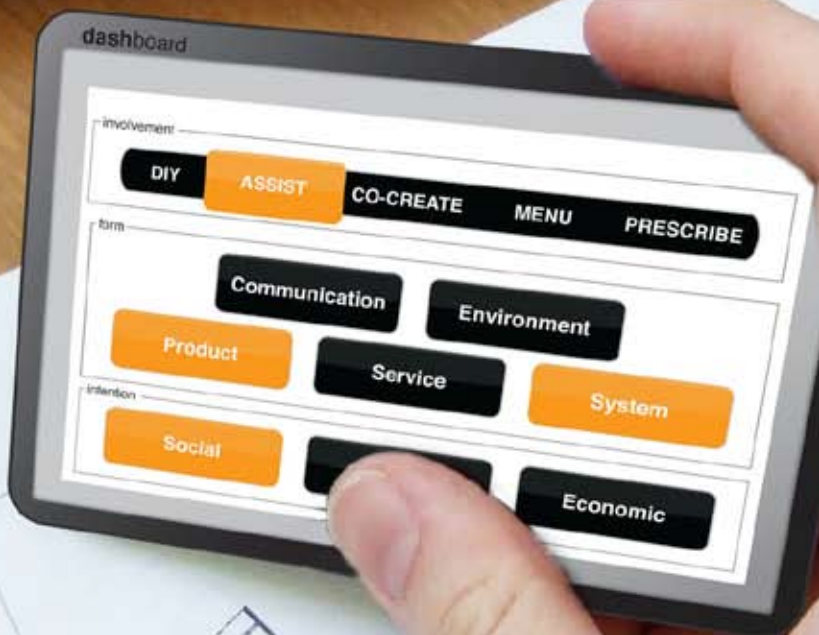 dashboard
involvement
DIY ASSIST CO-CREATE MENU PRESCRIBE
form
Communication Environment
Product Service System
intention
Social Economic